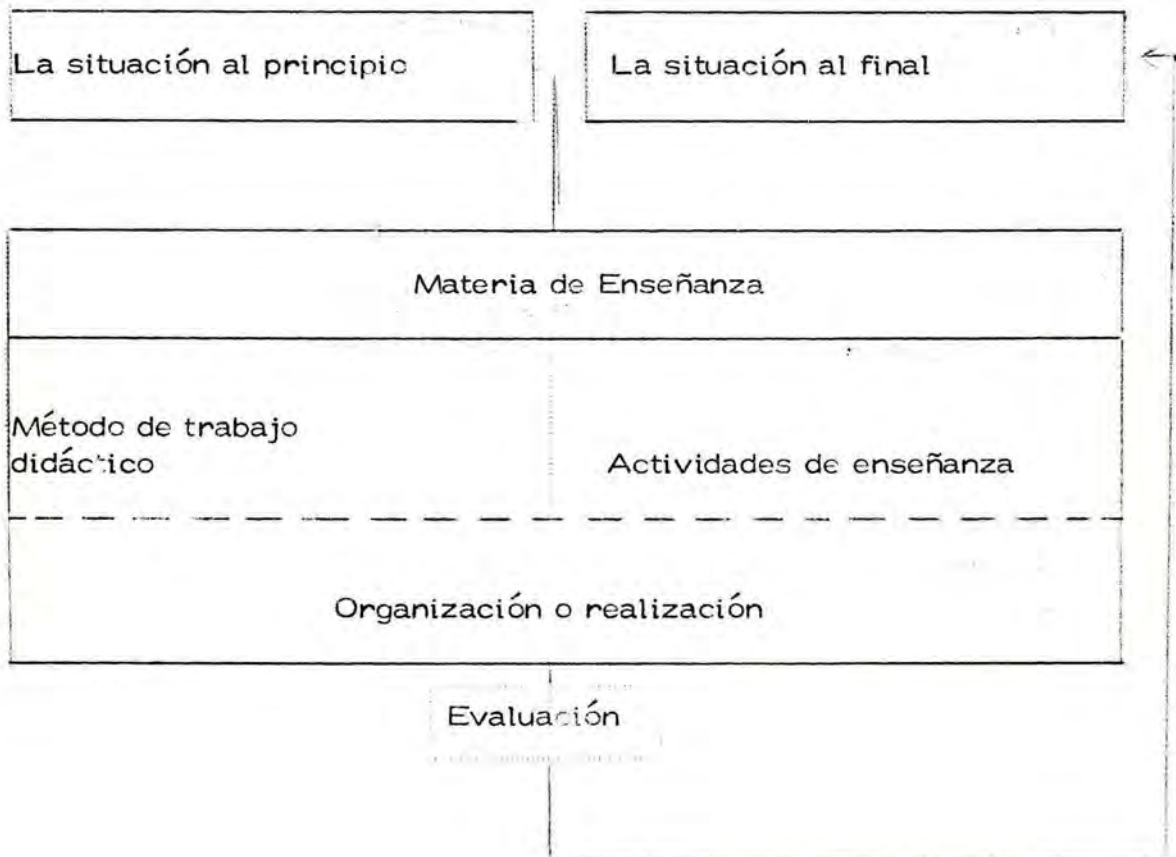 La situación al principio
La situación al final
Materia de Enseñanza
Método de trabajo
didáctico
Actividades de enseñanza
Organización o realización
Evaluación